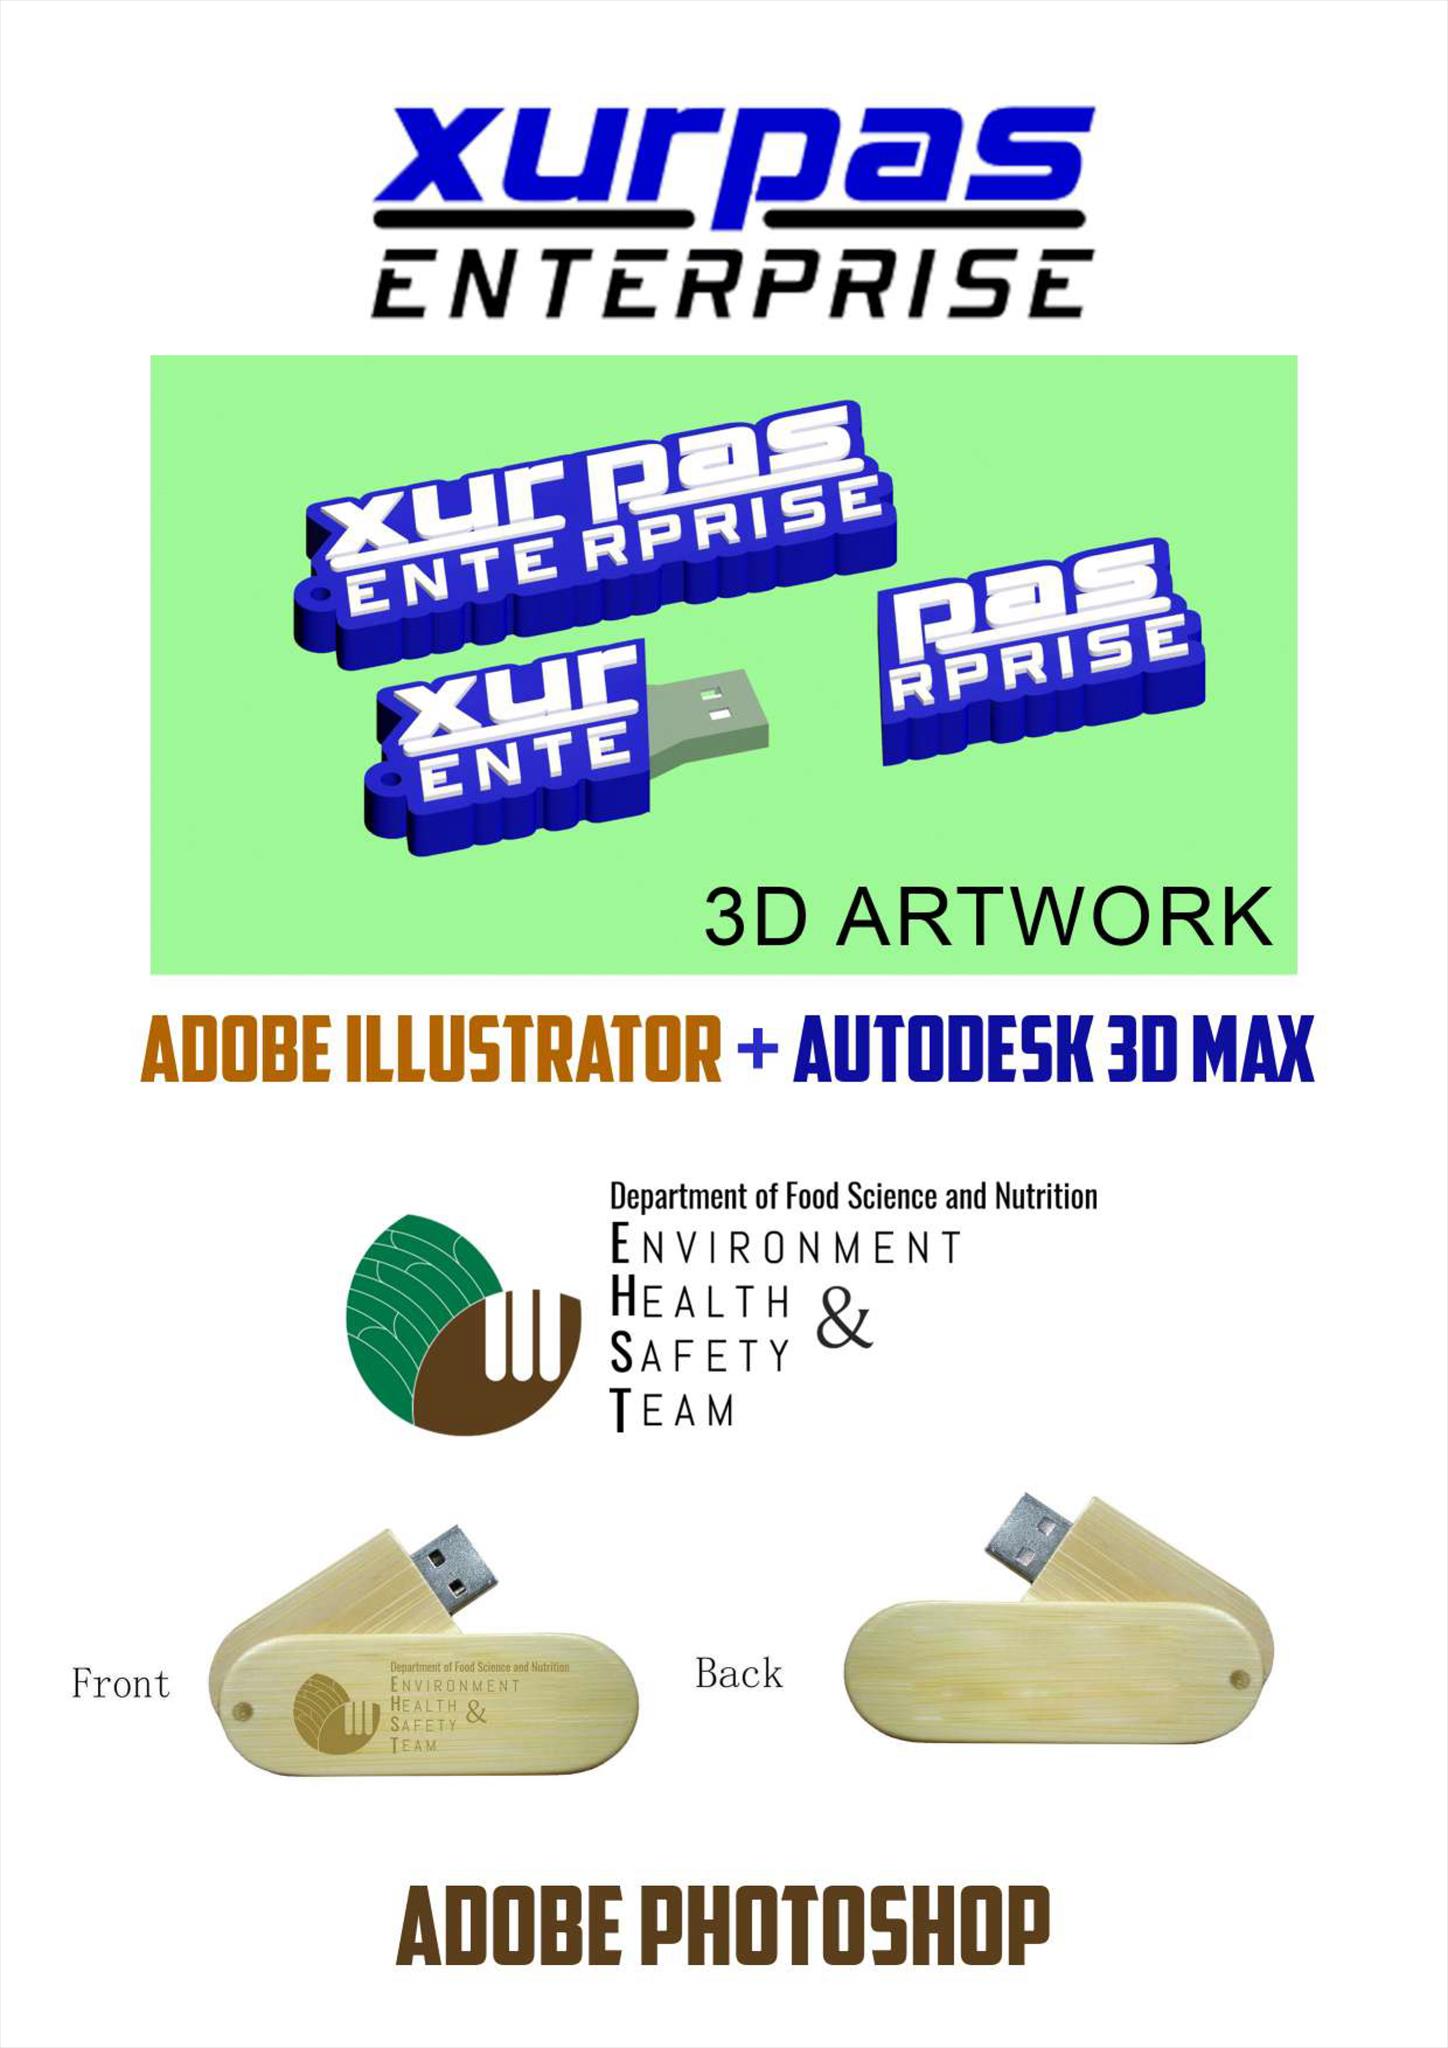 xurpas
ENTERPRISE
xurpas
ENTERPRISE
xur
ENTE
pas
RPRISE
3D ARTWORK
ADOBE ILLUSTRATOR + AUTODESK 3D MAX
Department of Food Science and Nutrition
ENVIRONMENT
HEALTH &
SAFETY
TEAM
Front
Department of Food Science and Nutrition
ENVIRONMENT
HEALTH &
SAFETY
TEAM
Back
ADOBE PHOTOSHOP